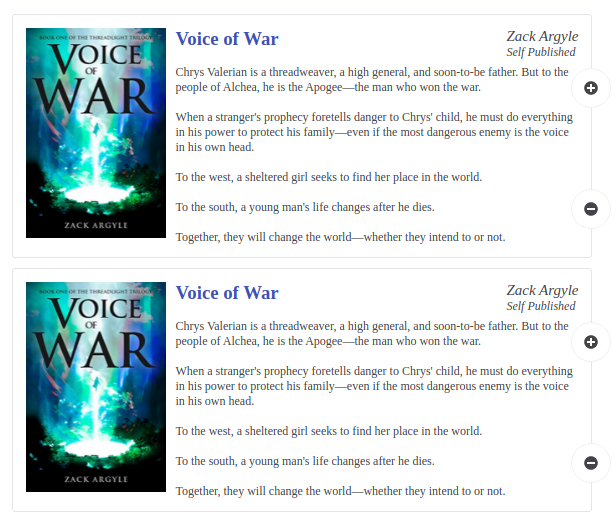 BOOK ONE OF THE THREADLIGHT TRILOGY
VOICE
OF
WAR
ZACK ARGYLE
Voice of War
Zack Argyle
Self Published
Chrys Valerian is a threadweaver, a high general, and soon-to-be father. But to the
people of Alchea, he is the Apogee—the man who won the war.
When a stranger's prophecy foretells danger to Chrys' child, he must do everything
in his power to protect his family—even if the most dangerous enemy is the voice
in his own head.
To the west, a sheltered girl seeks to find her place in the world.
To the south, a young man's life changes after he dies.
Together, they will change the world—whether they intend to or not.
BOOK ONE OF THE THREADLIGHT TRILOGY
VOICE
OF
WAR
ZACK ARGYLE
Voice of War
Zack Argyle
Self Published
Chrys Valerian is a threadweaver, a high general, and soon-to-be father. But to the
people of Alchea, he is the Apogee—the man who won the war.
When a stranger's prophecy foretells danger to Chrys' child, he must do everything
in his power to protect his family—even if the most dangerous enemy is the voice
in his own head.
To the west, a sheltered girl seeks to find her place in the world.
To the south, a young man's life changes after he dies.
Together, they will change the world—whether they intend to or not.